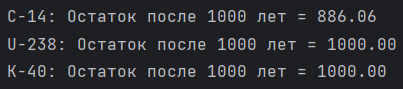 C-14: Остаток после 1000 лет = 886.06
U-238: Остаток после 1000 лет = 1000.00
K-40: Остаток после 1000 лет = 1000.00